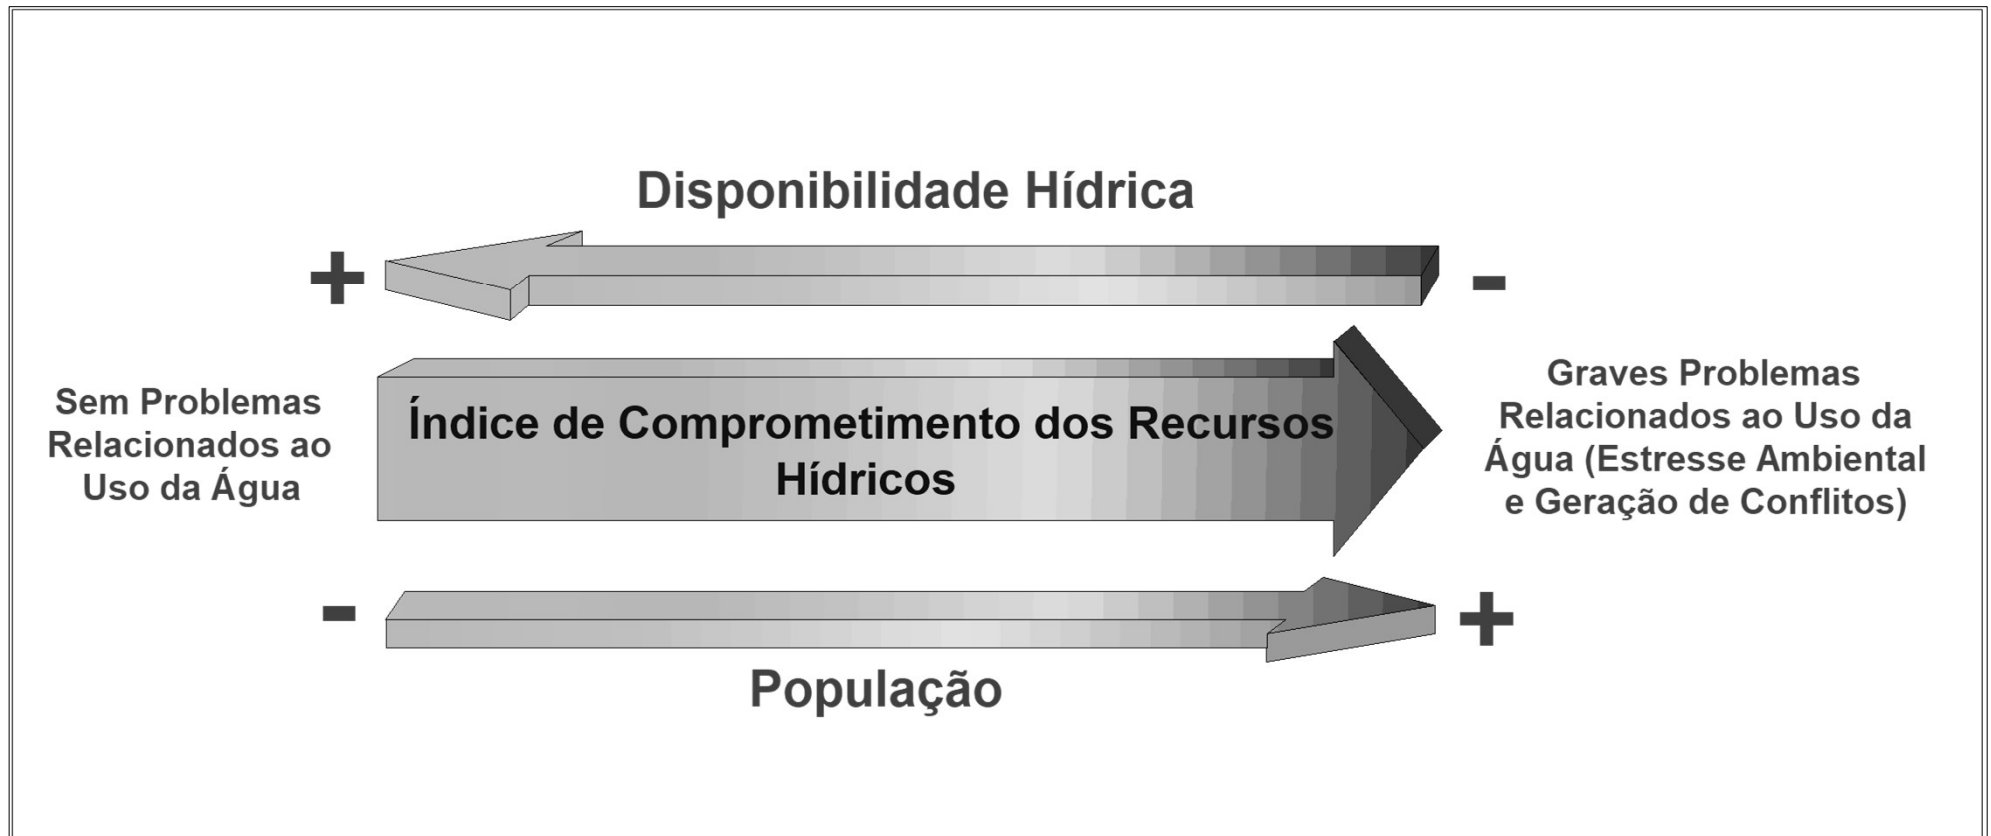 Disponibilidade Hídrica
+
-
Sem Problemas
Relacionados ao
Uso da Água
Índice de Comprometimento dos Recursos
Hídricos
Graves Problemas
Relacionados ao Uso da
Água (Estresse Ambiental
e Geração de Conflitos)
-
+
População